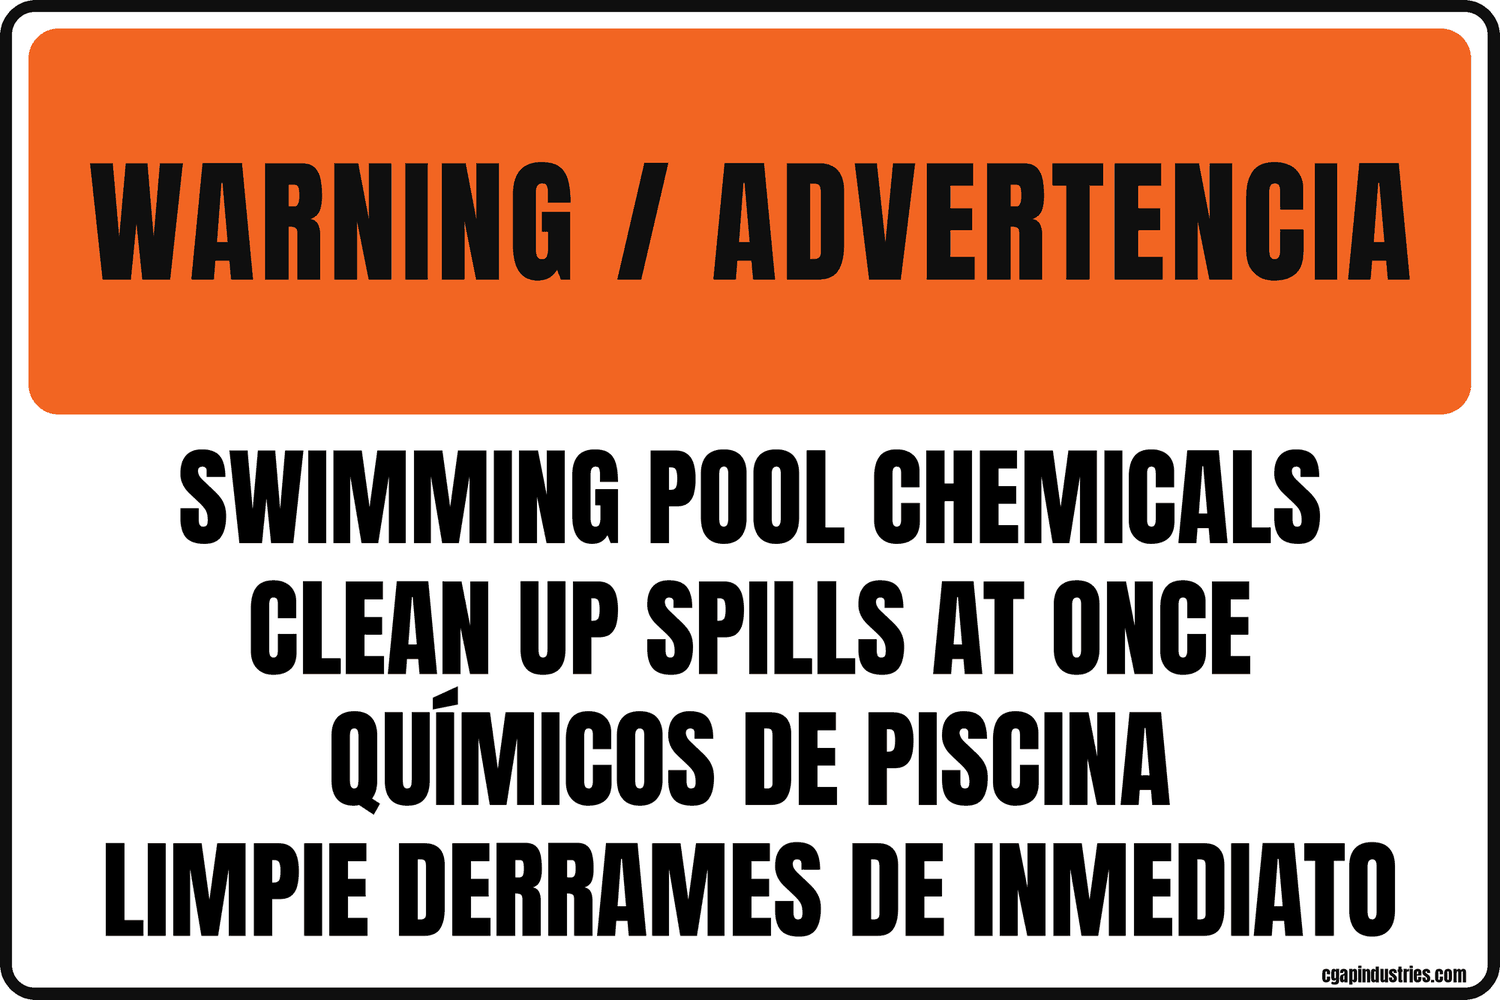 WARNING / ADVERTENCIA
SWIMMING POOL CHEMICALS
CLEAN UP SPILLS AT ONCE
QUÍMICOS DE PISCINA
LIMPIE DERRAMES DE INMEDIATO
cgapindustries.com